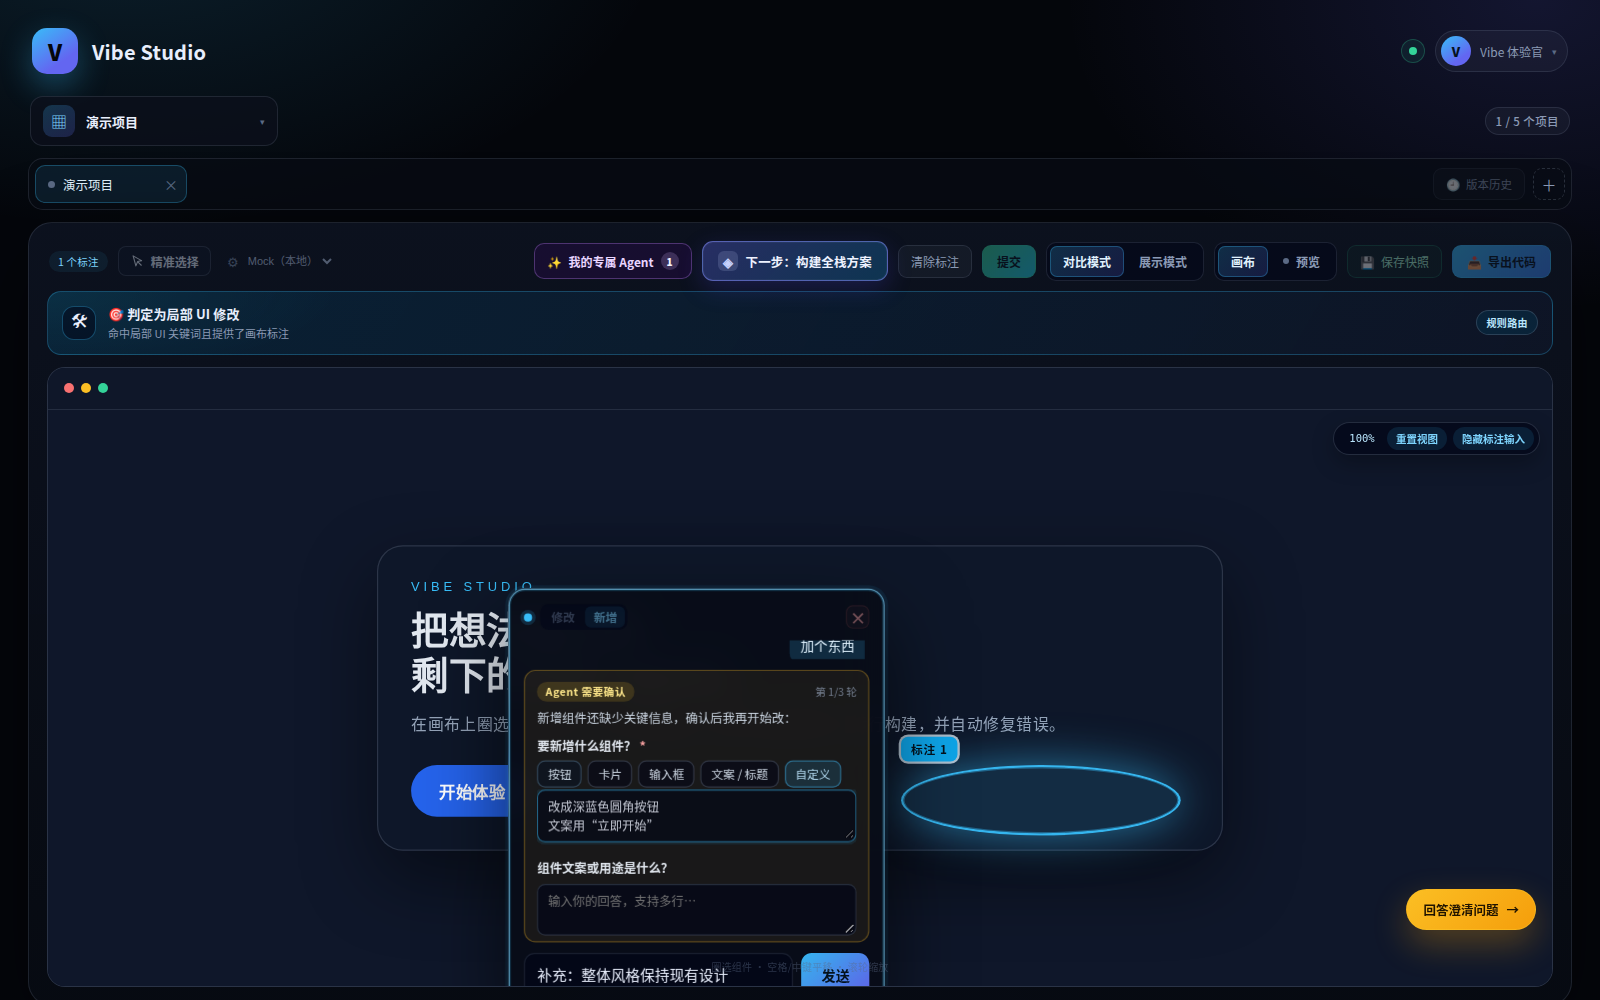 V
Vibe Studio
V
Vibe 体验官
演示项目
1 / 5 个项目
演示项目
版本历史
1 个标注
精准选择
Mock（本地）
我的专属 Agent
1
下一步：构建全栈方案
清除标注
提交
对比模式
展示模式
画布
预览
保存快照
导出代码
判定为局部 UI 修改
命中局部 UI 关键词且提供了画布标注
规则路由
100%
重置视图
隐藏标注输入
VIBE STUDIO
把想法
剩下的
在画布上圈选
构建，并自动修复错误。
开始体验
修改
新增
加个东西
Agent 需要确认
第 1/3 轮
新增组件还缺少关键信息，确认后我再开始改：
要新增什么组件？ *
按钮
卡片
输入框
文案 / 标题
自定义
改成深蓝色圆角按钮
文案用“立即开始”
组件文案或用途是什么？
输入你的回答，支持多行…
补充：整体风格保持现有设计
发送
标注 1
回答澄清问题 →